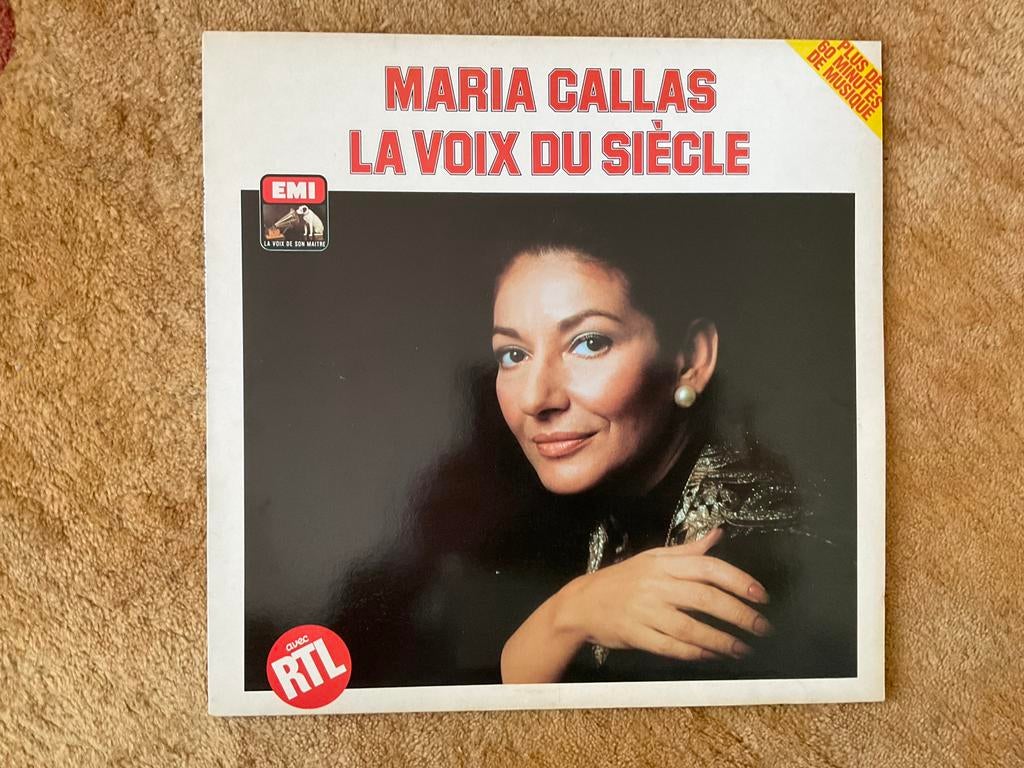 MARIA CALLAS
LA VOIX DU SIÈCLE
PLUS DE
60 MINUTES
DE MUSIQUE
EMI
LA VOIX DE SON MAITRE
avec
RTL